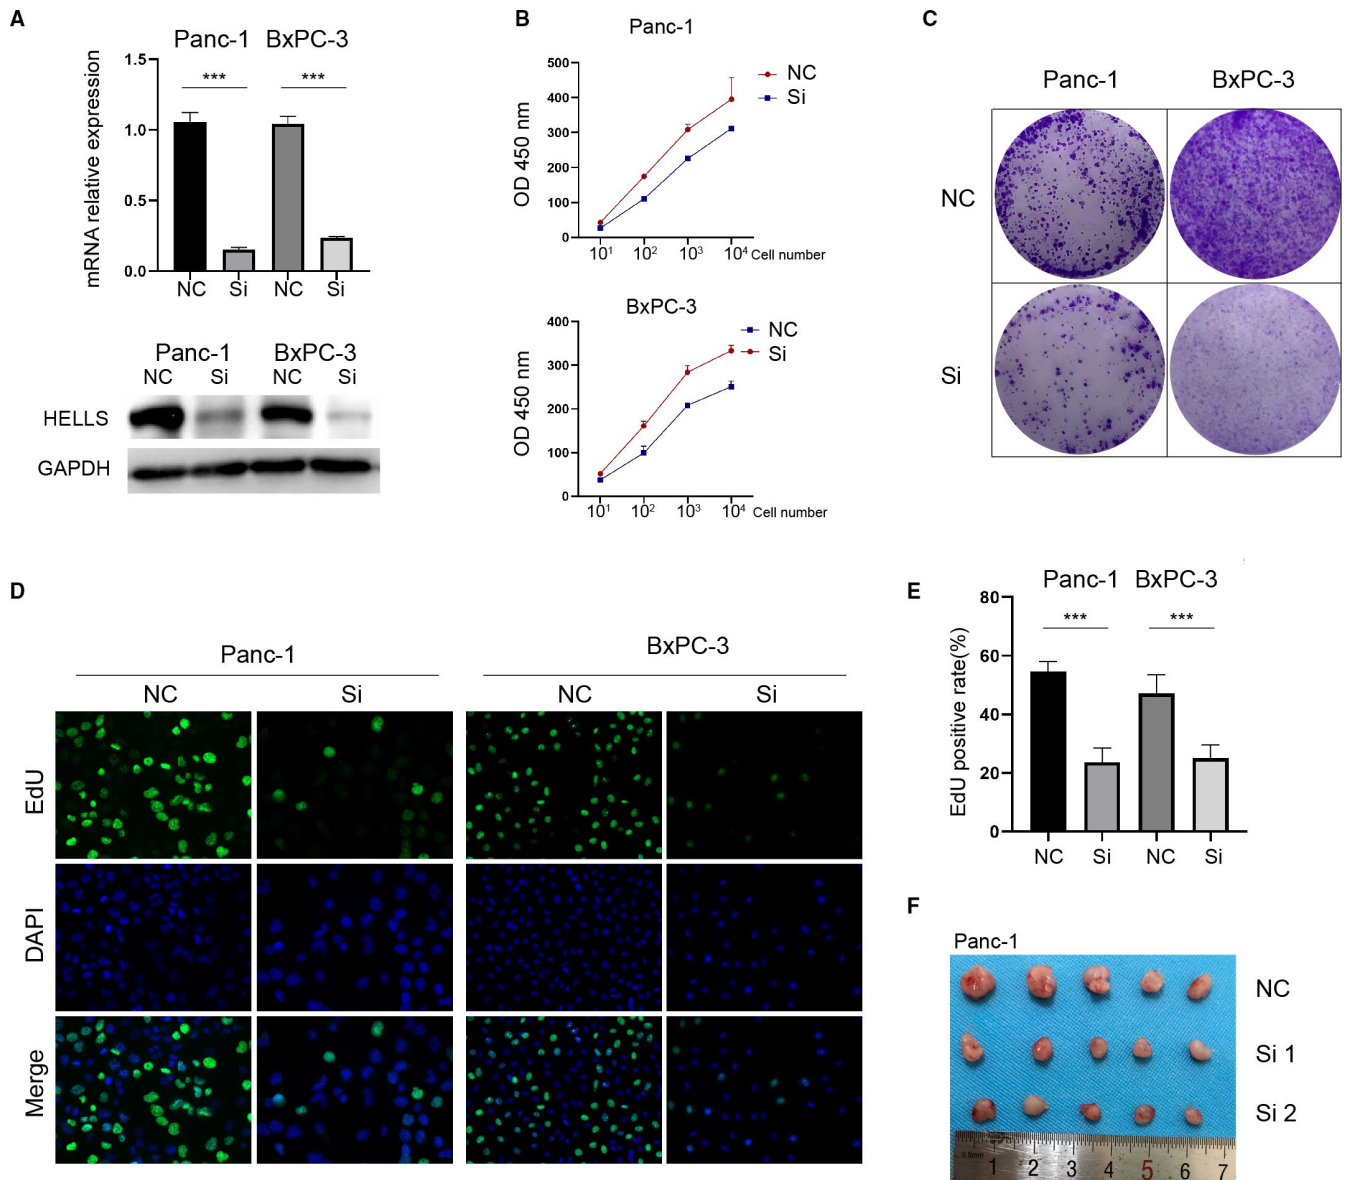 A
Panc-1 BxPC-3
*** ***
mRNA relative expression
1.5
1.0
0.5
0.0
NC Si NC Si
Panc-1 BxPC-3
NC Si NC Si
HELLS
GAPDH
B
Panc-1
OD 450 nm
500
400
300
200
100
0
10¹ 10² 10³ 10⁴ Cell number
NC
Si
BxPC-3
OD 450 nm
400
300
200
100
0
10¹ 10² 10³ 10⁴ Cell number
NC
Si
C
Panc-1 BxPC-3
NC
Si
D
Panc-1 BxPC-3
NC Si NC Si
EdU
DAPI
Merge
E
Panc-1 BxPC-3
*** ***
EdU positive rate(%)
80
60
40
20
0
NC Si NC Si
F
Panc-1
NC
Si 1
Si 2
0.5mm
1 2 3 4 5 6 7